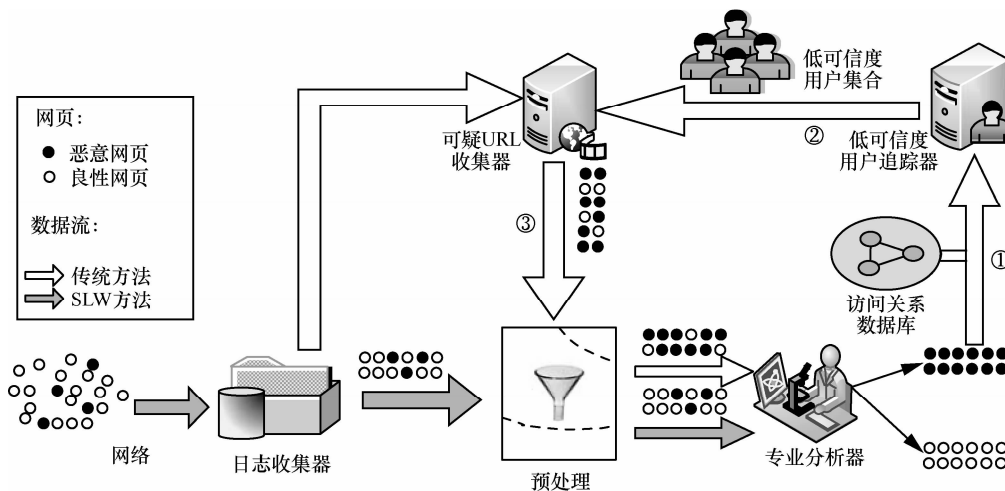 网页：
恶意网页
良性网页
数据流：
传统方法
SLW方法
低可信度
用户集合
可疑URL
收集器
②
低可信度
用户追踪器
③
①
访问关系
数据库
网络
日志收集器
预处理
专业分析器